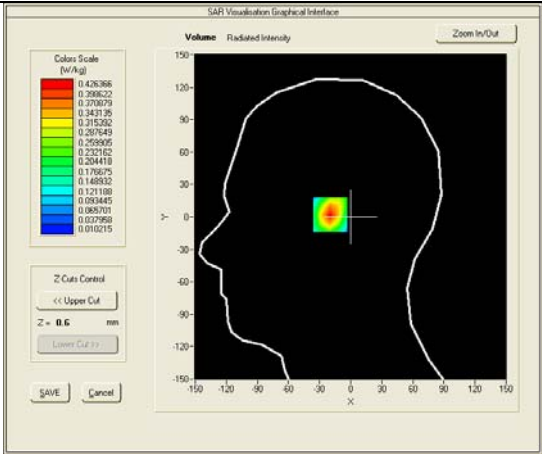 SAR Visualisation Graphical Interface
Volume Radiated Intensity
Zoom In/Out
Colors Scale
(W/kg)
0.426366
0.398622
0.370879
0.343135
0.315392
0.287649
0.259905
0.232162
0.204418
0.176675
0.148932
0.121188
0.093445
0.065701
0.037958
0.010215
Z-Cuts Control
<< Upper Cut
Z = 0.6 mm
Lower Cut >>
SAVE Cancel
150
120
90
60
30
0
-30
-60
-90
-120
-150
Y
-150 -120 -90 -60 -30 0 30 60 90 120 150
X